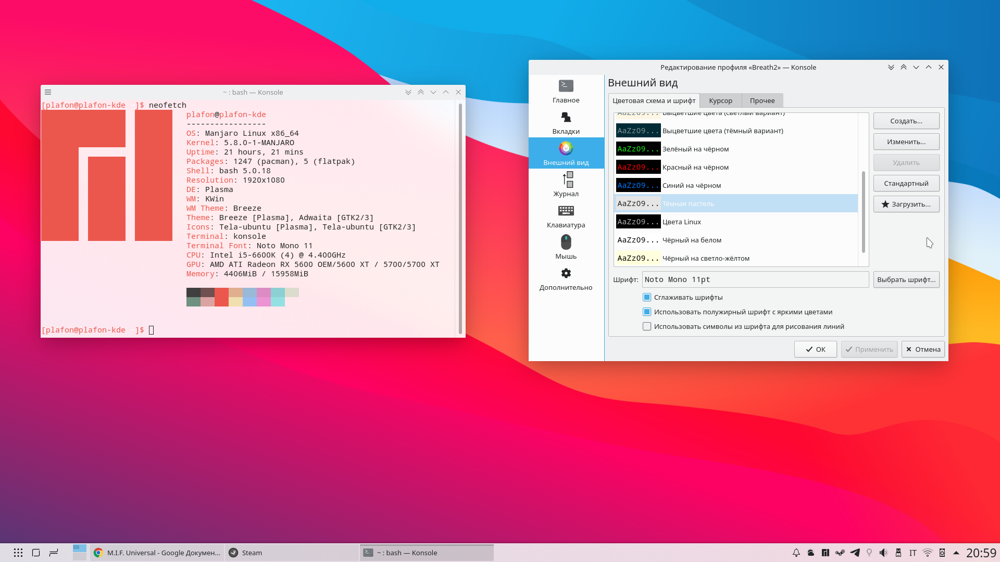 ~ : bash — Konsole
[plafon@plafon-kde ~]$ neofetch
plafon@plafon-kde
-----------------
OS: Manjaro Linux x86_64
Kernel: 5.8.0-1-MANJARO
Uptime: 21 hours, 21 mins
Packages: 1247 (pacman), 5 (flatpak)
Shell: bash 5.0.18
Resolution: 1920x1080
DE: Plasma
WM: KWin
WM Theme: Breeze
Theme: Breeze [Plasma], Adwaita [GTK2/3]
Icons: Tela-ubuntu [Plasma], Tela-ubuntu [GTK2/3]
Terminal: konsole
Terminal Font: Noto Mono 11
CPU: Intel i5-6600K (4) @ 4.400GHz
GPU: AMD ATI Radeon RX 5600 OEM/5600 XT / 5700/5700 XT
Memory: 4406MiB / 15958MiB
[plafon@plafon-kde ~]$
Редактирование профиля «Breath2» — Konsole
Главное
Вкладки
Внешний вид
Журнал
Клавиатура
Мышь
Дополнительно
Внешний вид
Цветовая схема и шрифт
Курсор
Прочее
AaZz09... Выцветшие цвета (светлый вариант)
AaZz09... Выцветшие цвета (тёмный вариант)
AaZz09... Зелёный на чёрном
AaZz09... Красный на чёрном
AaZz09... Синий на чёрном
AaZz09... Тёмная пастель
AaZz09... Цвета Linux
AaZz09... Чёрный на белом
AaZz09... Чёрный на светло-жёлтом
Создать...
Изменить...
Удалить
Стандартный
Загрузить...
Шрифт: Noto Mono 11pt
Выбрать шрифт...
Сглаживать шрифты
Использовать полужирный шрифт с яркими цветами
Использовать символы из шрифта для рисования линий
ОК
Применить
Отмена
M.I.F. Universal - Google Докумен...
Steam
~ : bash — Konsole
IT
20:59